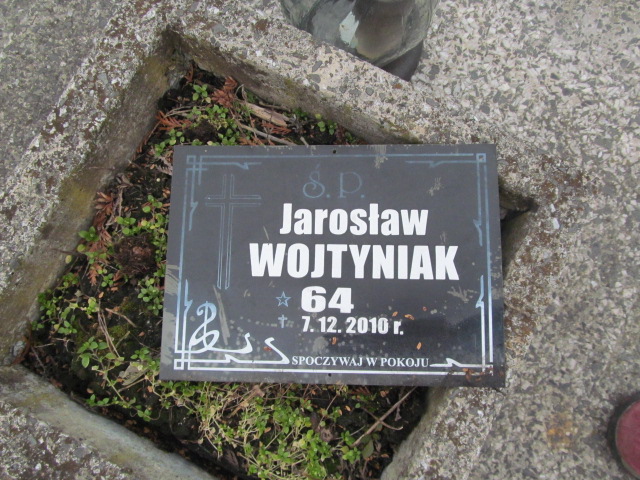 Ś. P.
Jarosław
WOJTYNIAK
☆ 64
✝ 7. 12. 2010 r.
SPOCZYWAJ W POKOJU